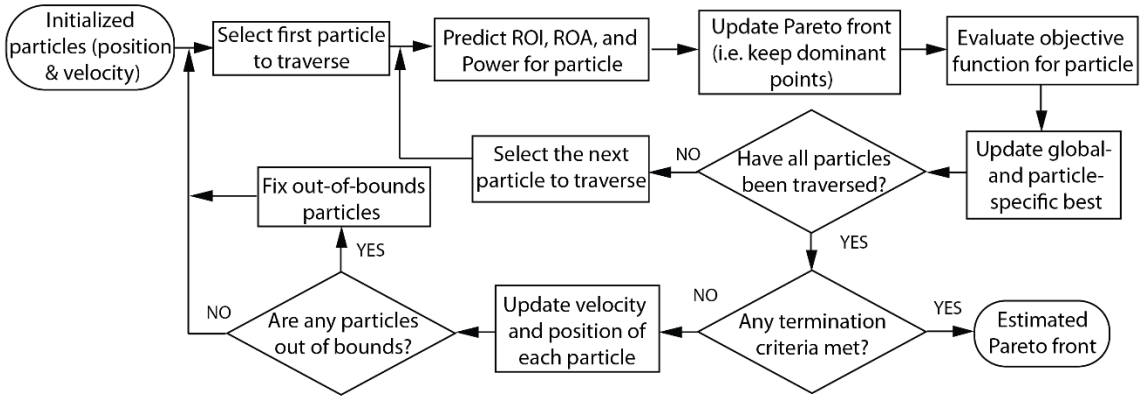 Initialized
particles (position
& velocity)
Select first particle
to traverse
Predict ROI, ROA, and
Power for particle
Update Pareto front
(i.e. keep dominant
points)
Evaluate objective
function for particle
Update global-
and particle-
specific best
Have all particles
been traversed?
NO
Select the next
particle to traverse
YES
Any termination
criteria met?
YES
Estimated
Pareto front
NO
Update velocity
and position of
each particle
Are any particles
out of bounds?
YES
Fix out-of-bounds
particles
NO